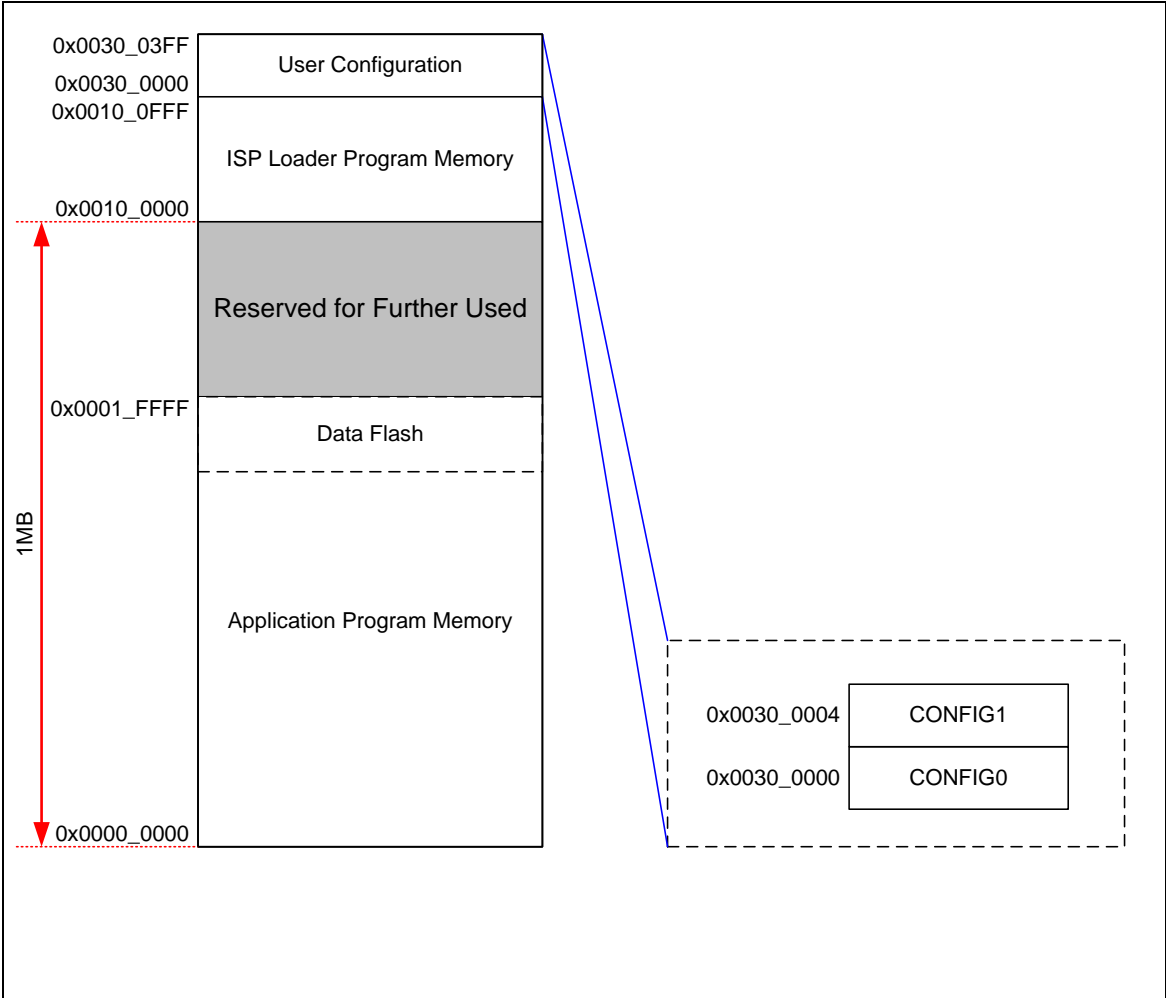 0x0030_03FF
User Configuration
0x0030_0000
0x0010_0FFF
ISP Loader Program Memory
0x0010_0000
Reserved for Further Used
0x0001_FFFF
Data Flash
1MB
Application Program Memory
0x0030_0004 CONFIG1
0x0030_0000 CONFIG0
0x0000_0000